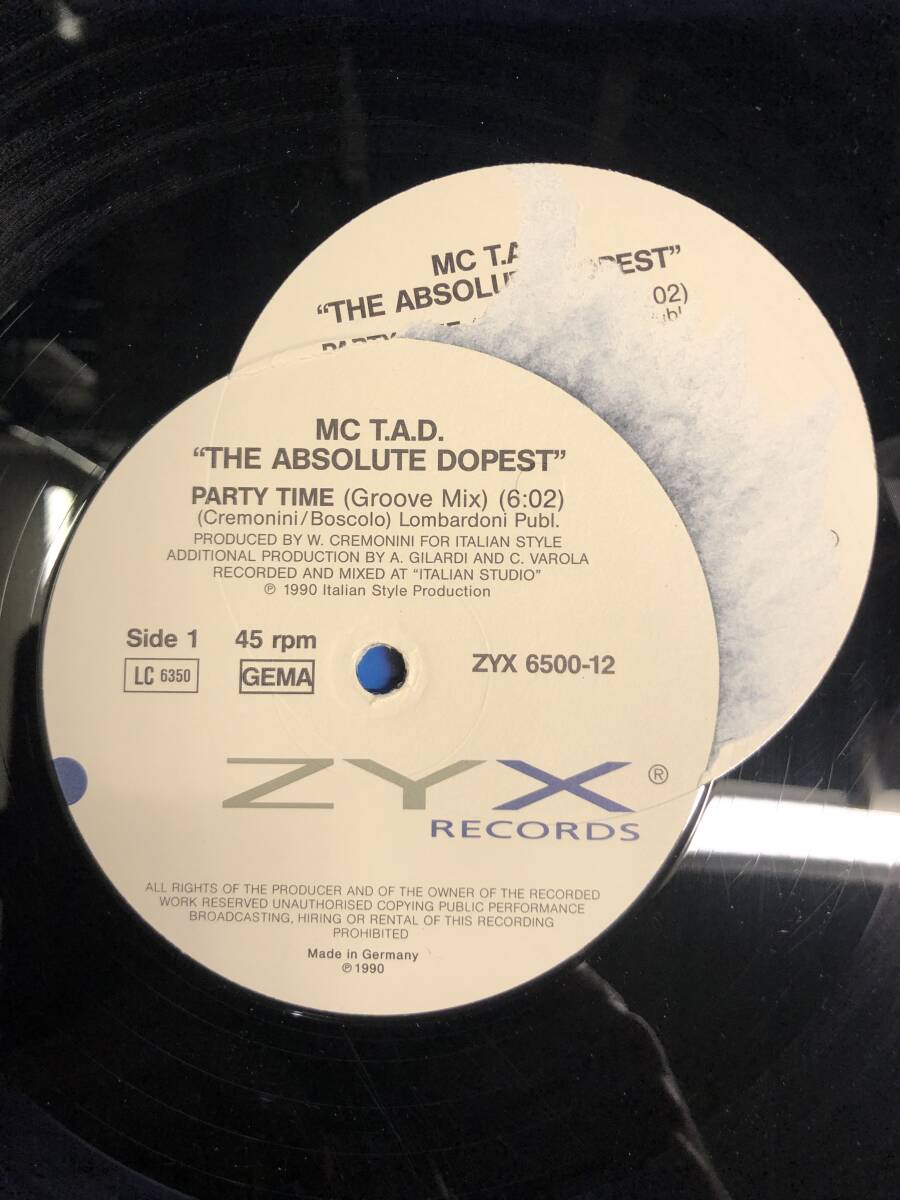 MC T.A
"THE ABSOLU OPEST"
02)
PARTY
MC T.A.D.
"THE ABSOLUTE DOPEST"
PARTY TIME (Groove Mix) (6:02)
(Cremonini/Boscolo) Lombardoni Publ.
PRODUCED BY W. CREMONINI FOR ITALIAN STYLE
ADDITIONAL PRODUCTION BY A. GILARDI AND C. VAROLA
RECORDED AND MIXED AT "ITALIAN STUDIO"
℗ 1990 Italian Style Production
Side 1 45 rpm
LC 6350 GEMA ZYX 6500-12
ZYX ®
RECORDS
ALL RIGHTS OF THE PRODUCER AND OF THE OWNER OF THE RECORDED
WORK RESERVED UNAUTHORISED COPYING PUBLIC PERFORMANCE
BROADCASTING, HIRING OR RENTAL OF THIS RECORDING
PROHIBITED
Made in Germany
℗ 1990